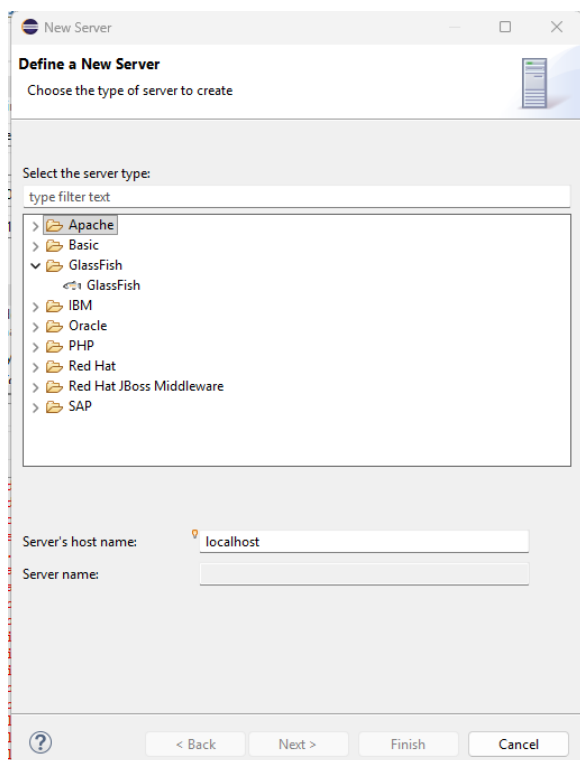 New Server
Define a New Server
Choose the type of server to create
Select the server type:
type filter text
Apache
Basic
GlassFish
GlassFish
IBM
Oracle
PHP
Red Hat
Red Hat JBoss Middleware
SAP
Server's host name: localhost
Server name:
? < Back Next > Finish Cancel